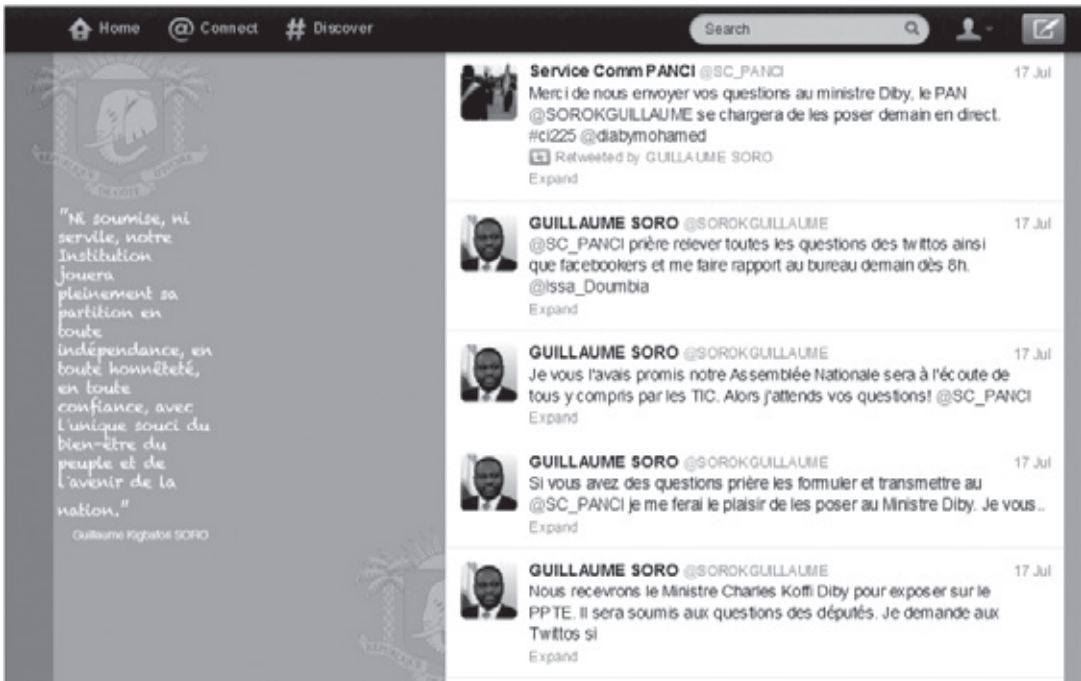 Home
Connect
Discover
Search
Service Comm PANCI @SC_PANCI
17 Jul
Merci de nous envoyer vos questions au ministre Diby, le PAN
@SOROKGUILLAUME se chargera de les poser demain en direct.
#ci225 @diabymohamed
Retweeted by GUILLAUME SORO
Expand
GUILLAUME SORO @SOROKGUILLAUME
17 Jul
@SC_PANCI prière relever toutes les questions des twittos ainsi
que facebookers et me faire rapport au bureau demain dès 8h.
@Issa_Doumbia
Expand
GUILLAUME SORO @SOROKGUILLAUME
17 Jul
Je vous l'avais promis notre Assemblée Nationale sera à l'écoute de
tous y compris par les TIC. Alors j'attends vos questions! @SC_PANCI
Expand
GUILLAUME SORO @SOROKGUILLAUME
17 Jul
Si vous avez des questions prière les formuler et transmettre au
@SC_PANCI je me ferai le plaisir de les poser au Ministre Diby. Je vous..
Expand
GUILLAUME SORO @SOROKGUILLAUME
17 Jul
Nous recevrons le Ministre Charles Koffi Diby pour exposer sur le
PPTE. Il sera soumis aux questions des députés. Je demande aux
Twittos si
Expand
"Ni soumise, ni
servile, notre
Institution
jouera
pleinement sa
partition en
toute
indépendance, en
toute honnêteté,
en toute
confiance, avec
l'unique souci du
bien-être du
peuple et de
l'avenir de la
nation."
Guillaume Kigbafori SORO